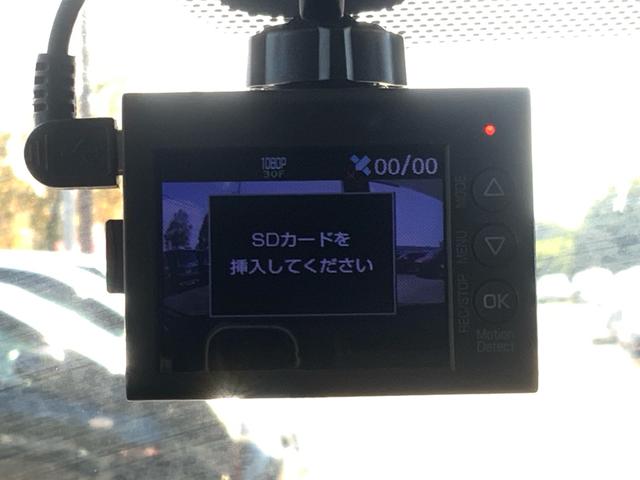 1080P
30F
00/00
SDカードを
挿入してください
MODE
MENU
REC/STOP
OK
Motion
Detect